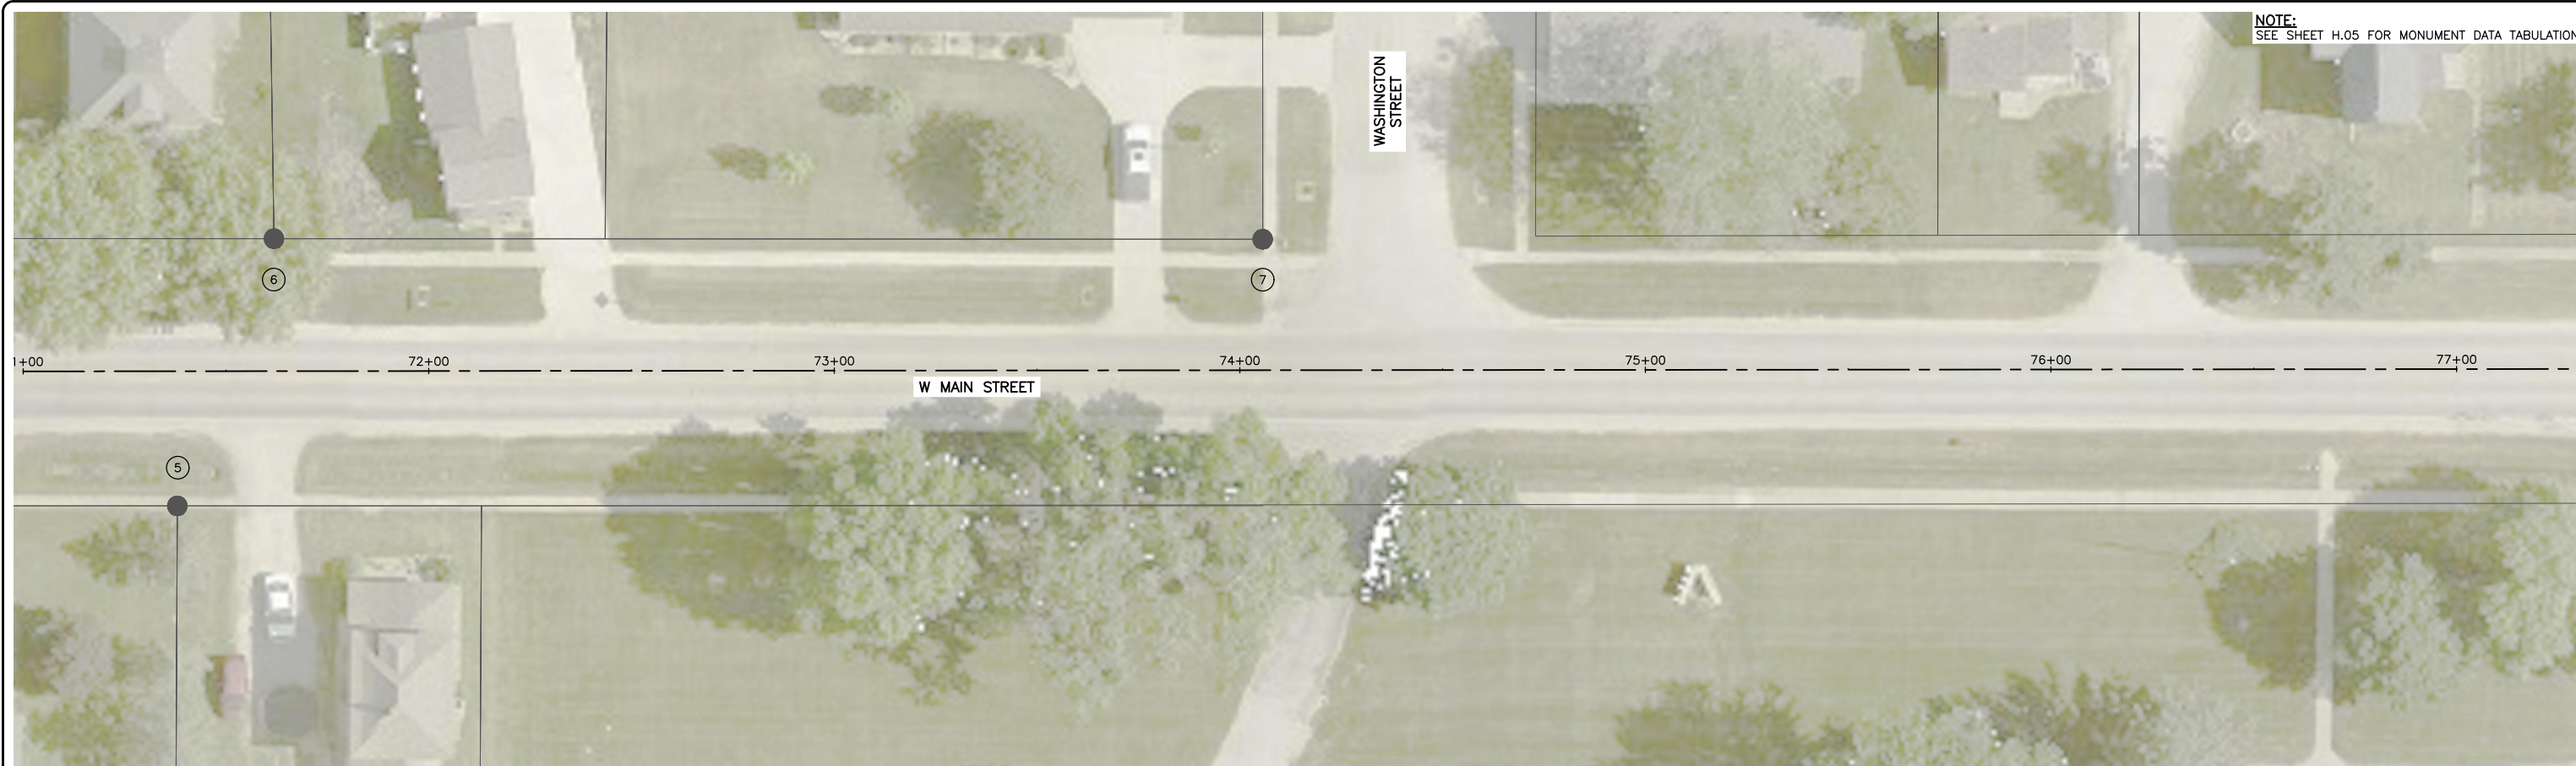 NOTE:
SEE SHEET H.05 FOR MONUMENT DATA TABULATION
WASHINGTON
STREET
6
7
1+00
72+00
73+00
74+00
75+00
76+00
77+00
W MAIN STREET
5